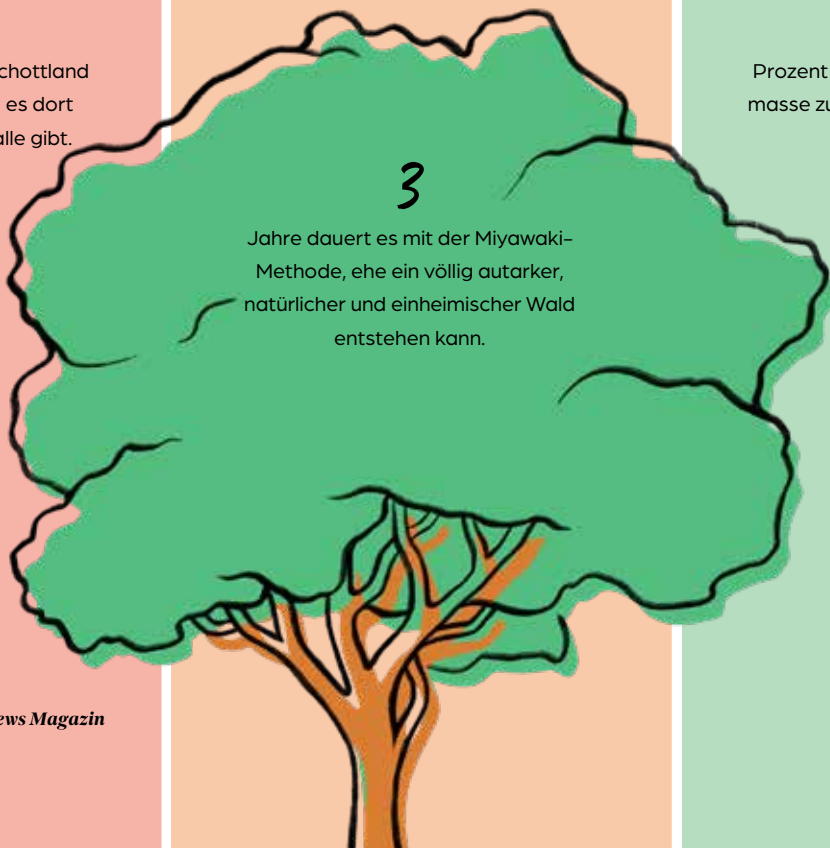 chottland
es dort
alle gibt.
3
Jahre dauert es mit der Miyawaki-
Methode, ehe ein völlig autarker,
natürlicher und einheimischer Wald
entstehen kann.
Prozent
masse zu
ews Magazin